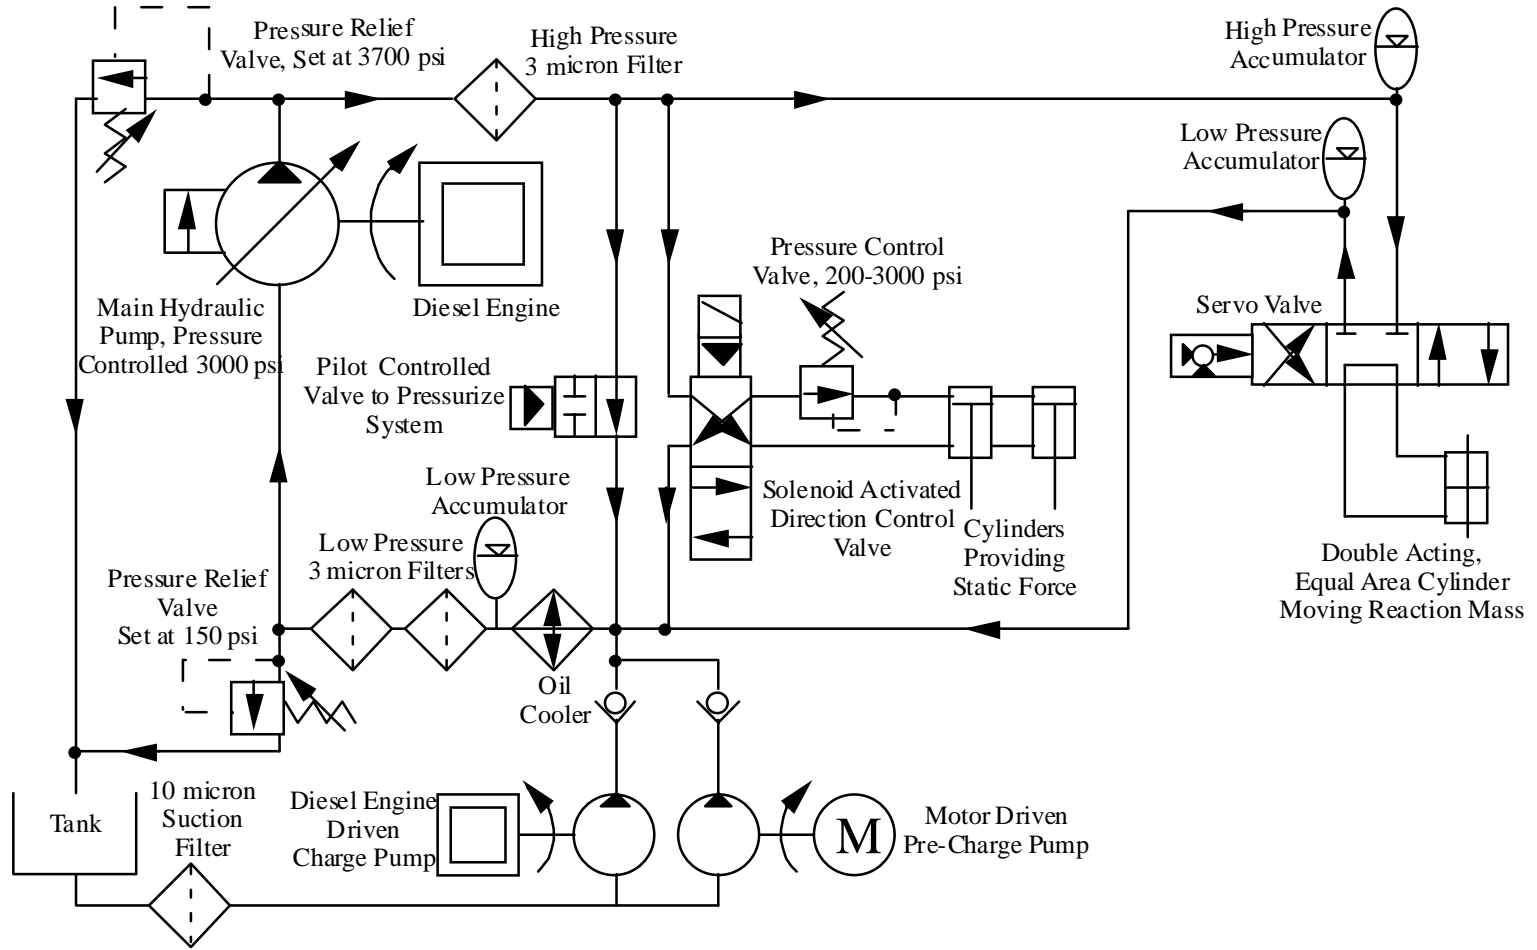 Pressure Relief
Valve, Set at 3700 psi
High Pressure
3 micron Filter
High Pressure
Accumulator
Low Pressure
Accumulator
Pressure Control
Valve, 200-3000 psi
Main Hydraulic
Pump, Pressure
Controlled 3000 psi
Diesel Engine
Servo Valve
Pilot Controlled
Valve to Pressurize
System
Low Pressure
Accumulator
Solenoid Activated
Direction Control
Valve
Cylinders
Providing
Static Force
Double Acting,
Equal Area Cylinder
Moving Reaction Mass
Low Pressure
3 micron Filters
Pressure Relief
Valve
Set at 150 psi
Oil
Cooler
Tank
10 micron
Suction
Filter
Diesel Engine
Driven
Charge Pump
M
Motor Driven
Pre-Charge Pump